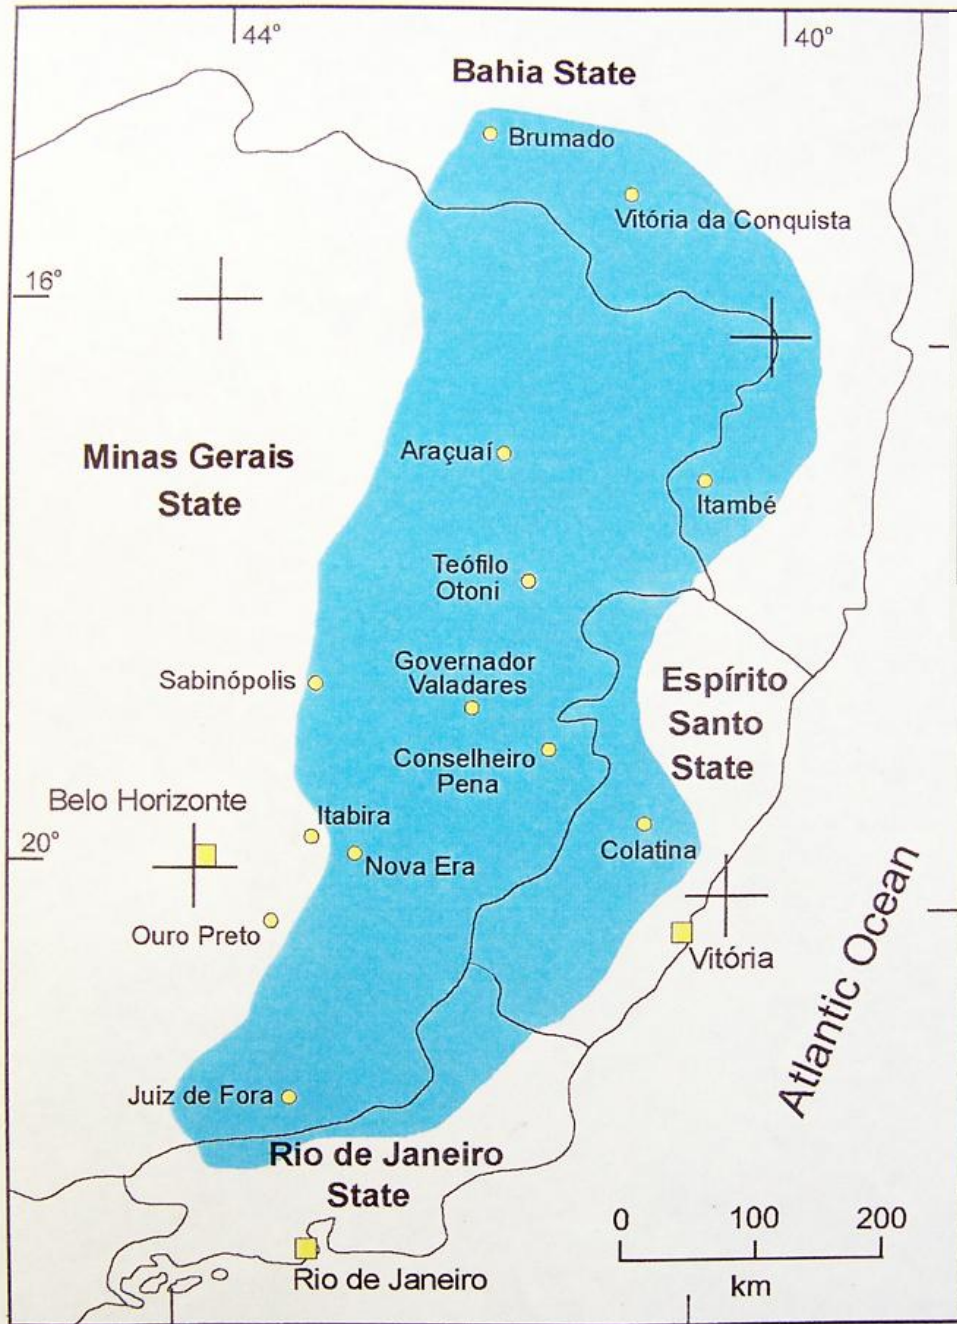 44°
40°
Bahia State
Brumado
Vitória da Conquista
16°
Minas Gerais
State
Araçuaí
Itambé
Teófilo
Otoni
Sabinópolis
Governador
Valadares
Espírito
Santo
State
Conselheiro
Pena
Belo Horizonte
Itabira
20°
Nova Era
Colatina
Ouro Preto
Vitória
Atlantic Ocean
Juiz de Fora
Rio de Janeiro
State
0 100 200
km
Rio de Janeiro